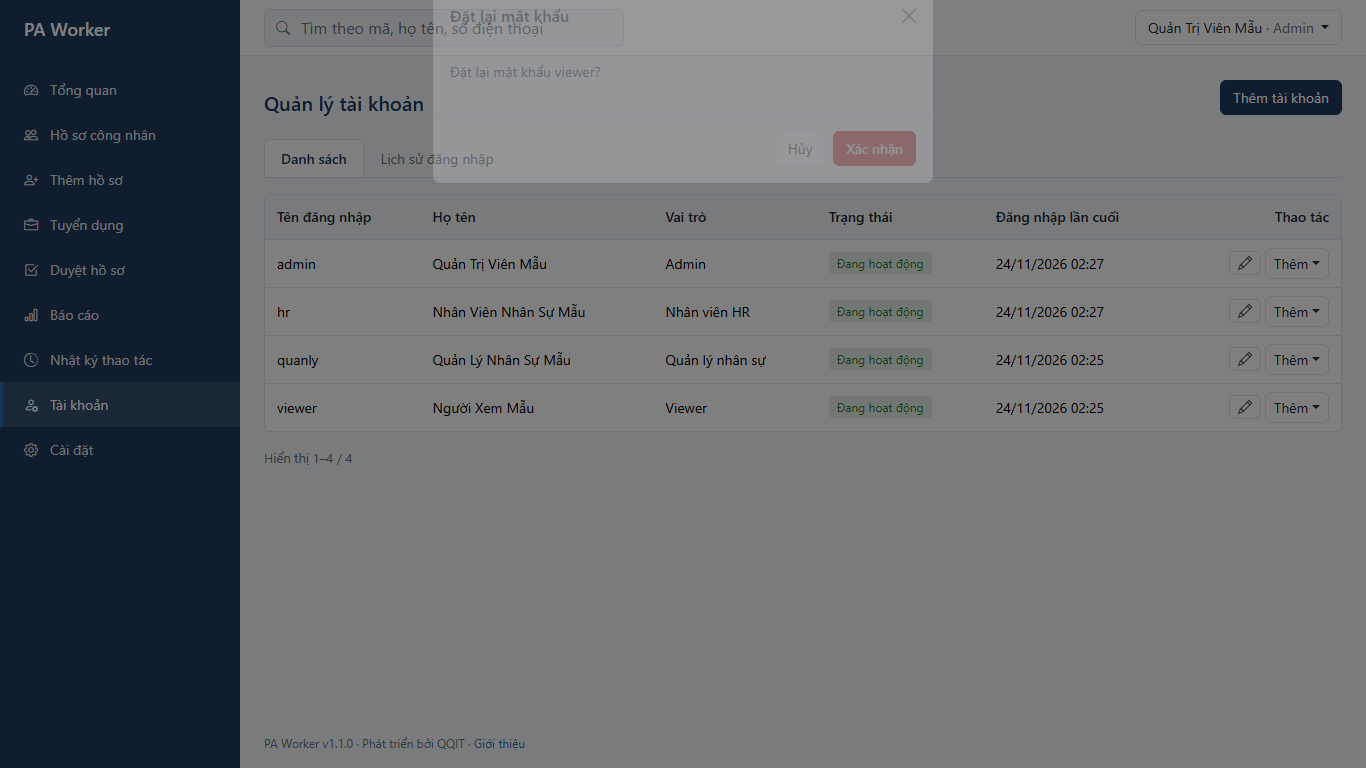 PA Worker
Tổng quan
Hồ sơ công nhân
Thêm hồ sơ
Tuyển dụng
Duyệt hồ sơ
Báo cáo
Nhật ký thao tác
Tài khoản
Cài đặt
Tìm theo mã, họ tên, số điện thoại
Quản Trị Viên Mẫu · Admin
Đặt lại mật khẩu
Đặt lại mật khẩu viewer?
Hủy
Xác nhận
Quản lý tài khoản
Thêm tài khoản
Danh sách
Lịch sử đăng nhập
Tên đăng nhập Họ tên Vai trò Trạng thái Đăng nhập lần cuối Thao tác
admin Quản Trị Viên Mẫu Admin Đang hoạt động 24/11/2026 02:27 Thêm
hr Nhân Viên Nhân Sự Mẫu Nhân viên HR Đang hoạt động 24/11/2026 02:27 Thêm
quanly Quản Lý Nhân Sự Mẫu Quản lý nhân sự Đang hoạt động 24/11/2026 02:25 Thêm
viewer Người Xem Mẫu Viewer Đang hoạt động 24/11/2026 02:25 Thêm
Hiển thị 1–4 / 4
PA Worker v1.1.0 · Phát triển bởi QQIT · Giới thiệu